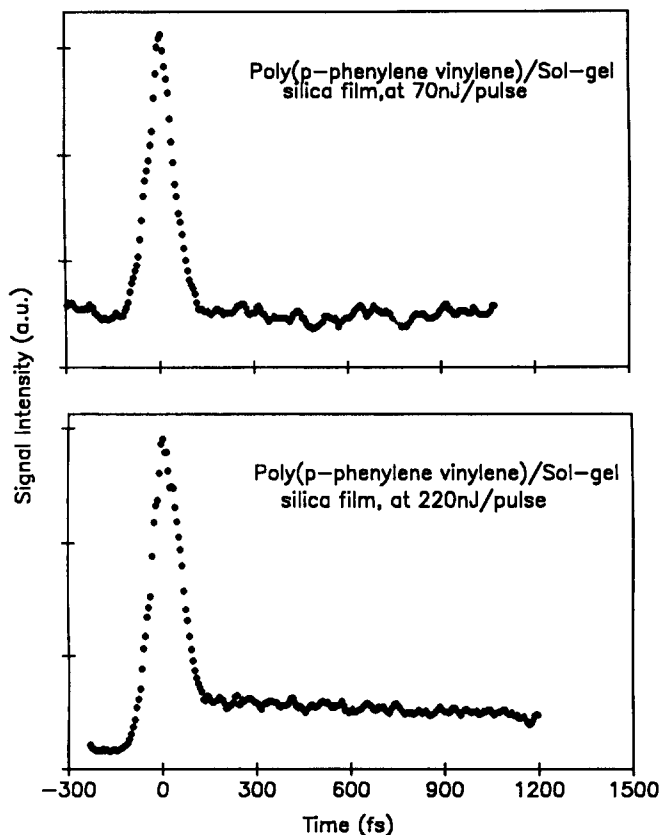 Poly(p-phenylene vinylene)/Sol-gel
silica film,at 70nJ/pulse
Signal Intensity (a.u.)
Poly(p-phenylene vinylene)/Sol-gel
silica film, at 220nJ/pulse
-300 0 300 600 900 1200 1500
Time (fs)